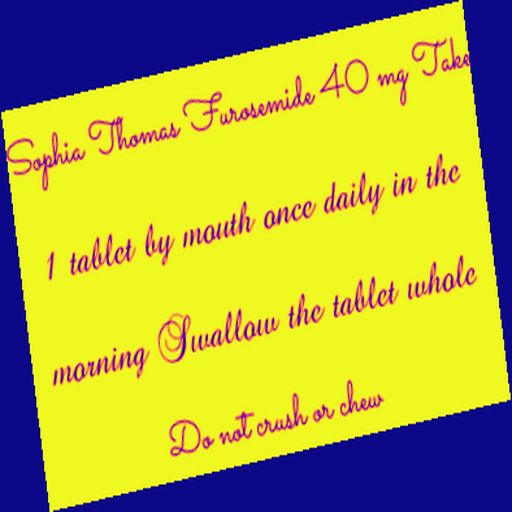 Sophia Thomas Furosemide 40 mg Take
1 tablet by mouth once daily in the
morning Swallow the tablet whole
Do not crush or chew